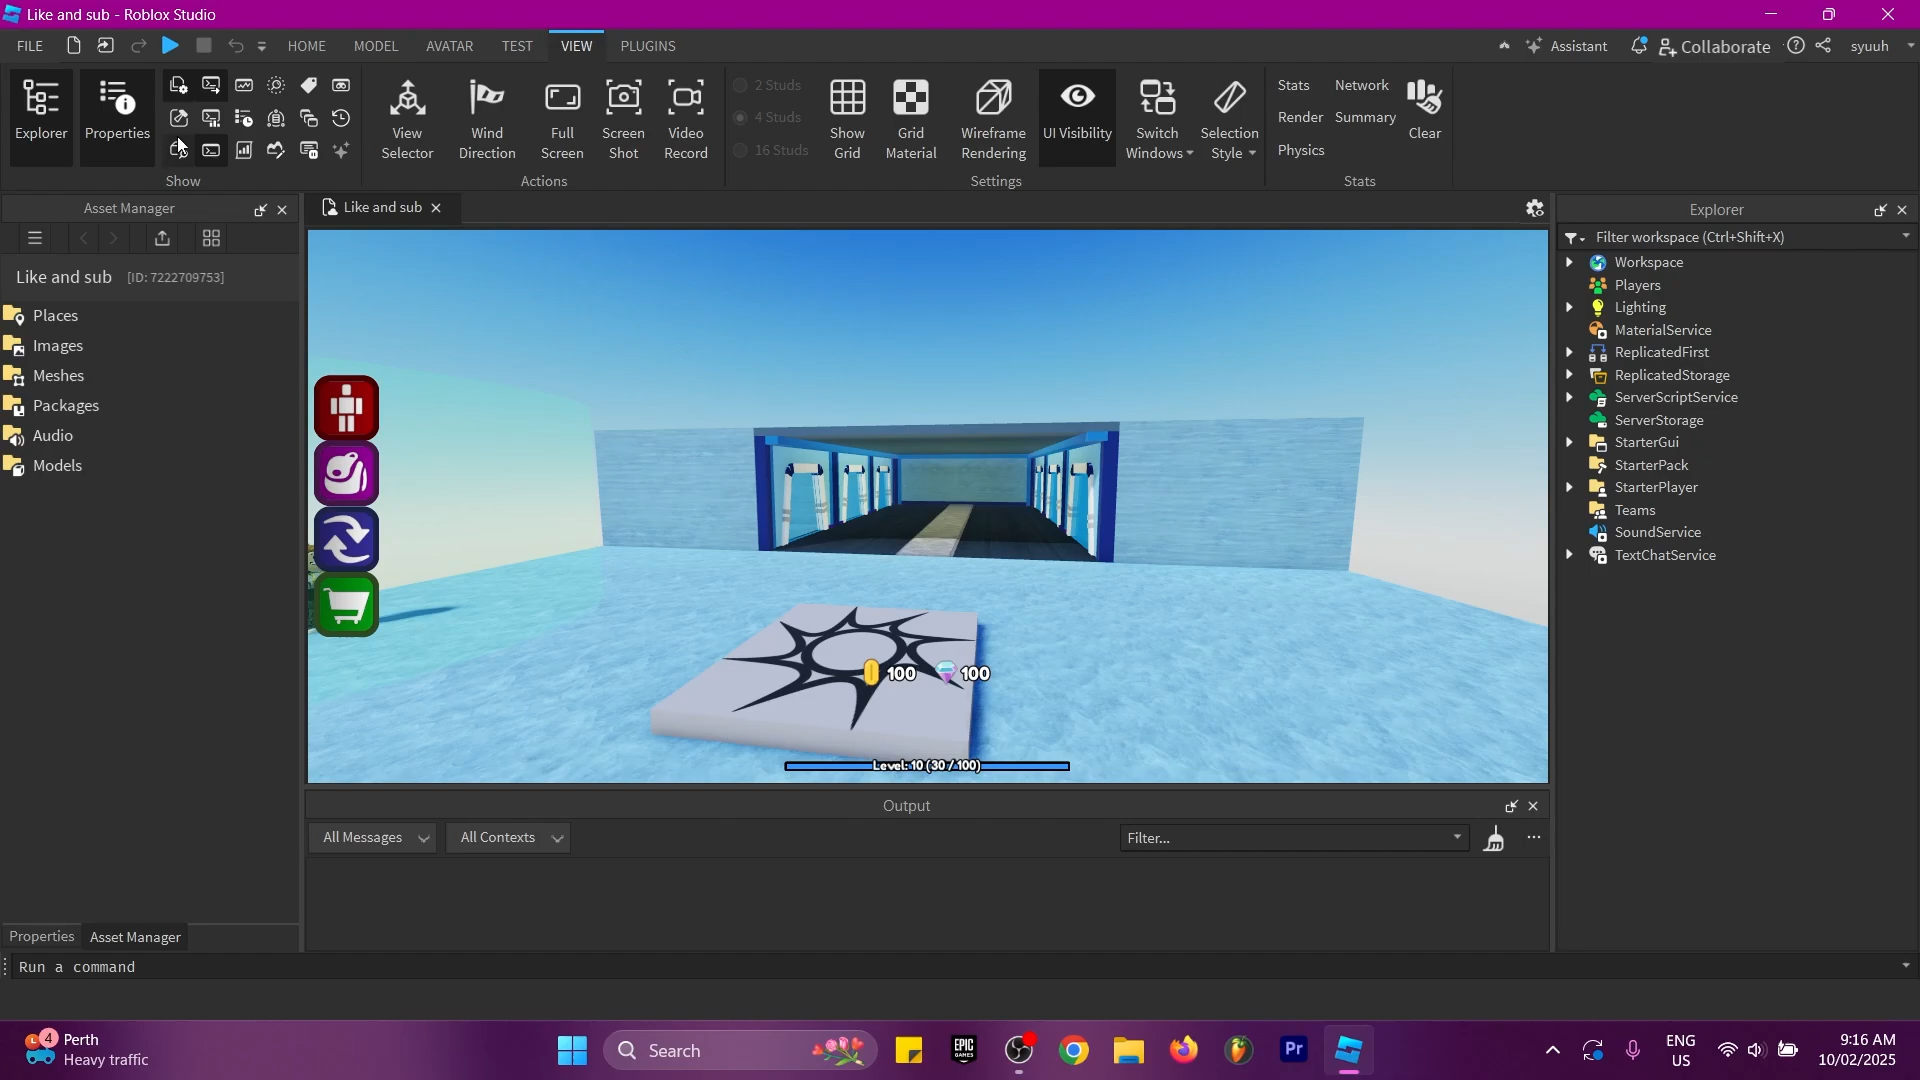 Like and sub - Roblox Studio
FILE
HOME
MODEL
AVATAR
TEST
VIEW
PLUGINS
Assistant
Collaborate
syuuh
Explorer
Properties
Show
View
Selector
Wind
Direction
Full
Screen
Screen
Shot
Video
Record
Actions
2 Studs
4 Studs
16 Studs
Show
Grid
Grid
Material
Wireframe
Rendering
UI Visibility
Switch
Windows
Selection
Style
Settings
Stats
Network
Render
Summary
Physics
Clear
Stats
Asset Manager
Like and sub [ID: 7222709753]
Places
Images
Meshes
Packages
Audio
Models
Properties
Asset Manager
Like and sub
100
100
Level: 10 (30 / 100)
Output
All Messages
All Contexts
Filter...
Explorer
Filter workspace (Ctrl+Shift+X)
Workspace
Players
Lighting
MaterialService
ReplicatedFirst
ReplicatedStorage
ServerScriptService
ServerStorage
StarterGui
StarterPack
StarterPlayer
Teams
SoundService
TextChatService
Run a command
4
Perth
Heavy traffic
Search
EPIC
GAMES
Pr
ENG
US
9:16 AM
10/02/2025